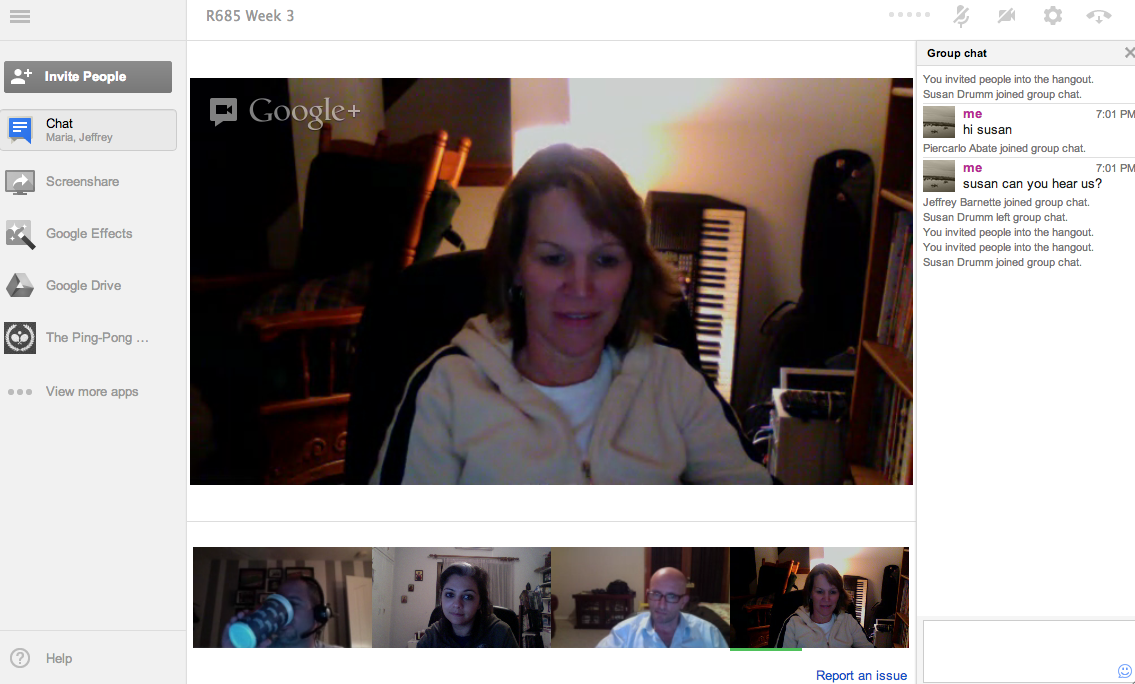 R685 Week 3
Invite People
Chat
Maria, Jeffrey
Screenshare
Google Effects
Google Drive
The Ping-Pong ...
View more apps
Help
Google+
Report an issue
Group chat
You invited people into the hangout.
Susan Drumm joined group chat.
me 7:01 PM
hi susan
Piercarlo Abate joined group chat.
me 7:01 PM
susan can you hear us?
Jeffrey Barnette joined group chat.
Susan Drumm left group chat.
You invited people into the hangout.
You invited people into the hangout.
Susan Drumm joined group chat.